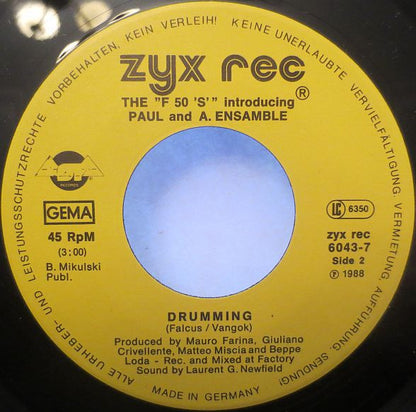 ALLE URHEBER- UND LEISTUNGSSCHUTZRECHTE VORBEHALTEN, KEIN VERLEIH! KEINE UNERLAUBTE VERVIELFÄLTIGUNG, VERMIETUNG, AUFFÜHRUNG, SENDUNG!
zyx rec®
THE "F 50 'S'" introducing
PAUL and A. ENSAMBLE
RECORDS
GEMA
45 RpM
(3:00)
B. Mikulski
Publ.
LC 6350
zyx rec
6043-7
Side 2
℗ 1988
DRUMMING
(Falcus/Vangok)
Produced by Mauro Farina, Giuliano
Crivellente, Matteo Miscia and Beppe
Loda - Rec. and Mixed at Factory
Sound by Laurent G. Newfield
MADE IN GERMANY